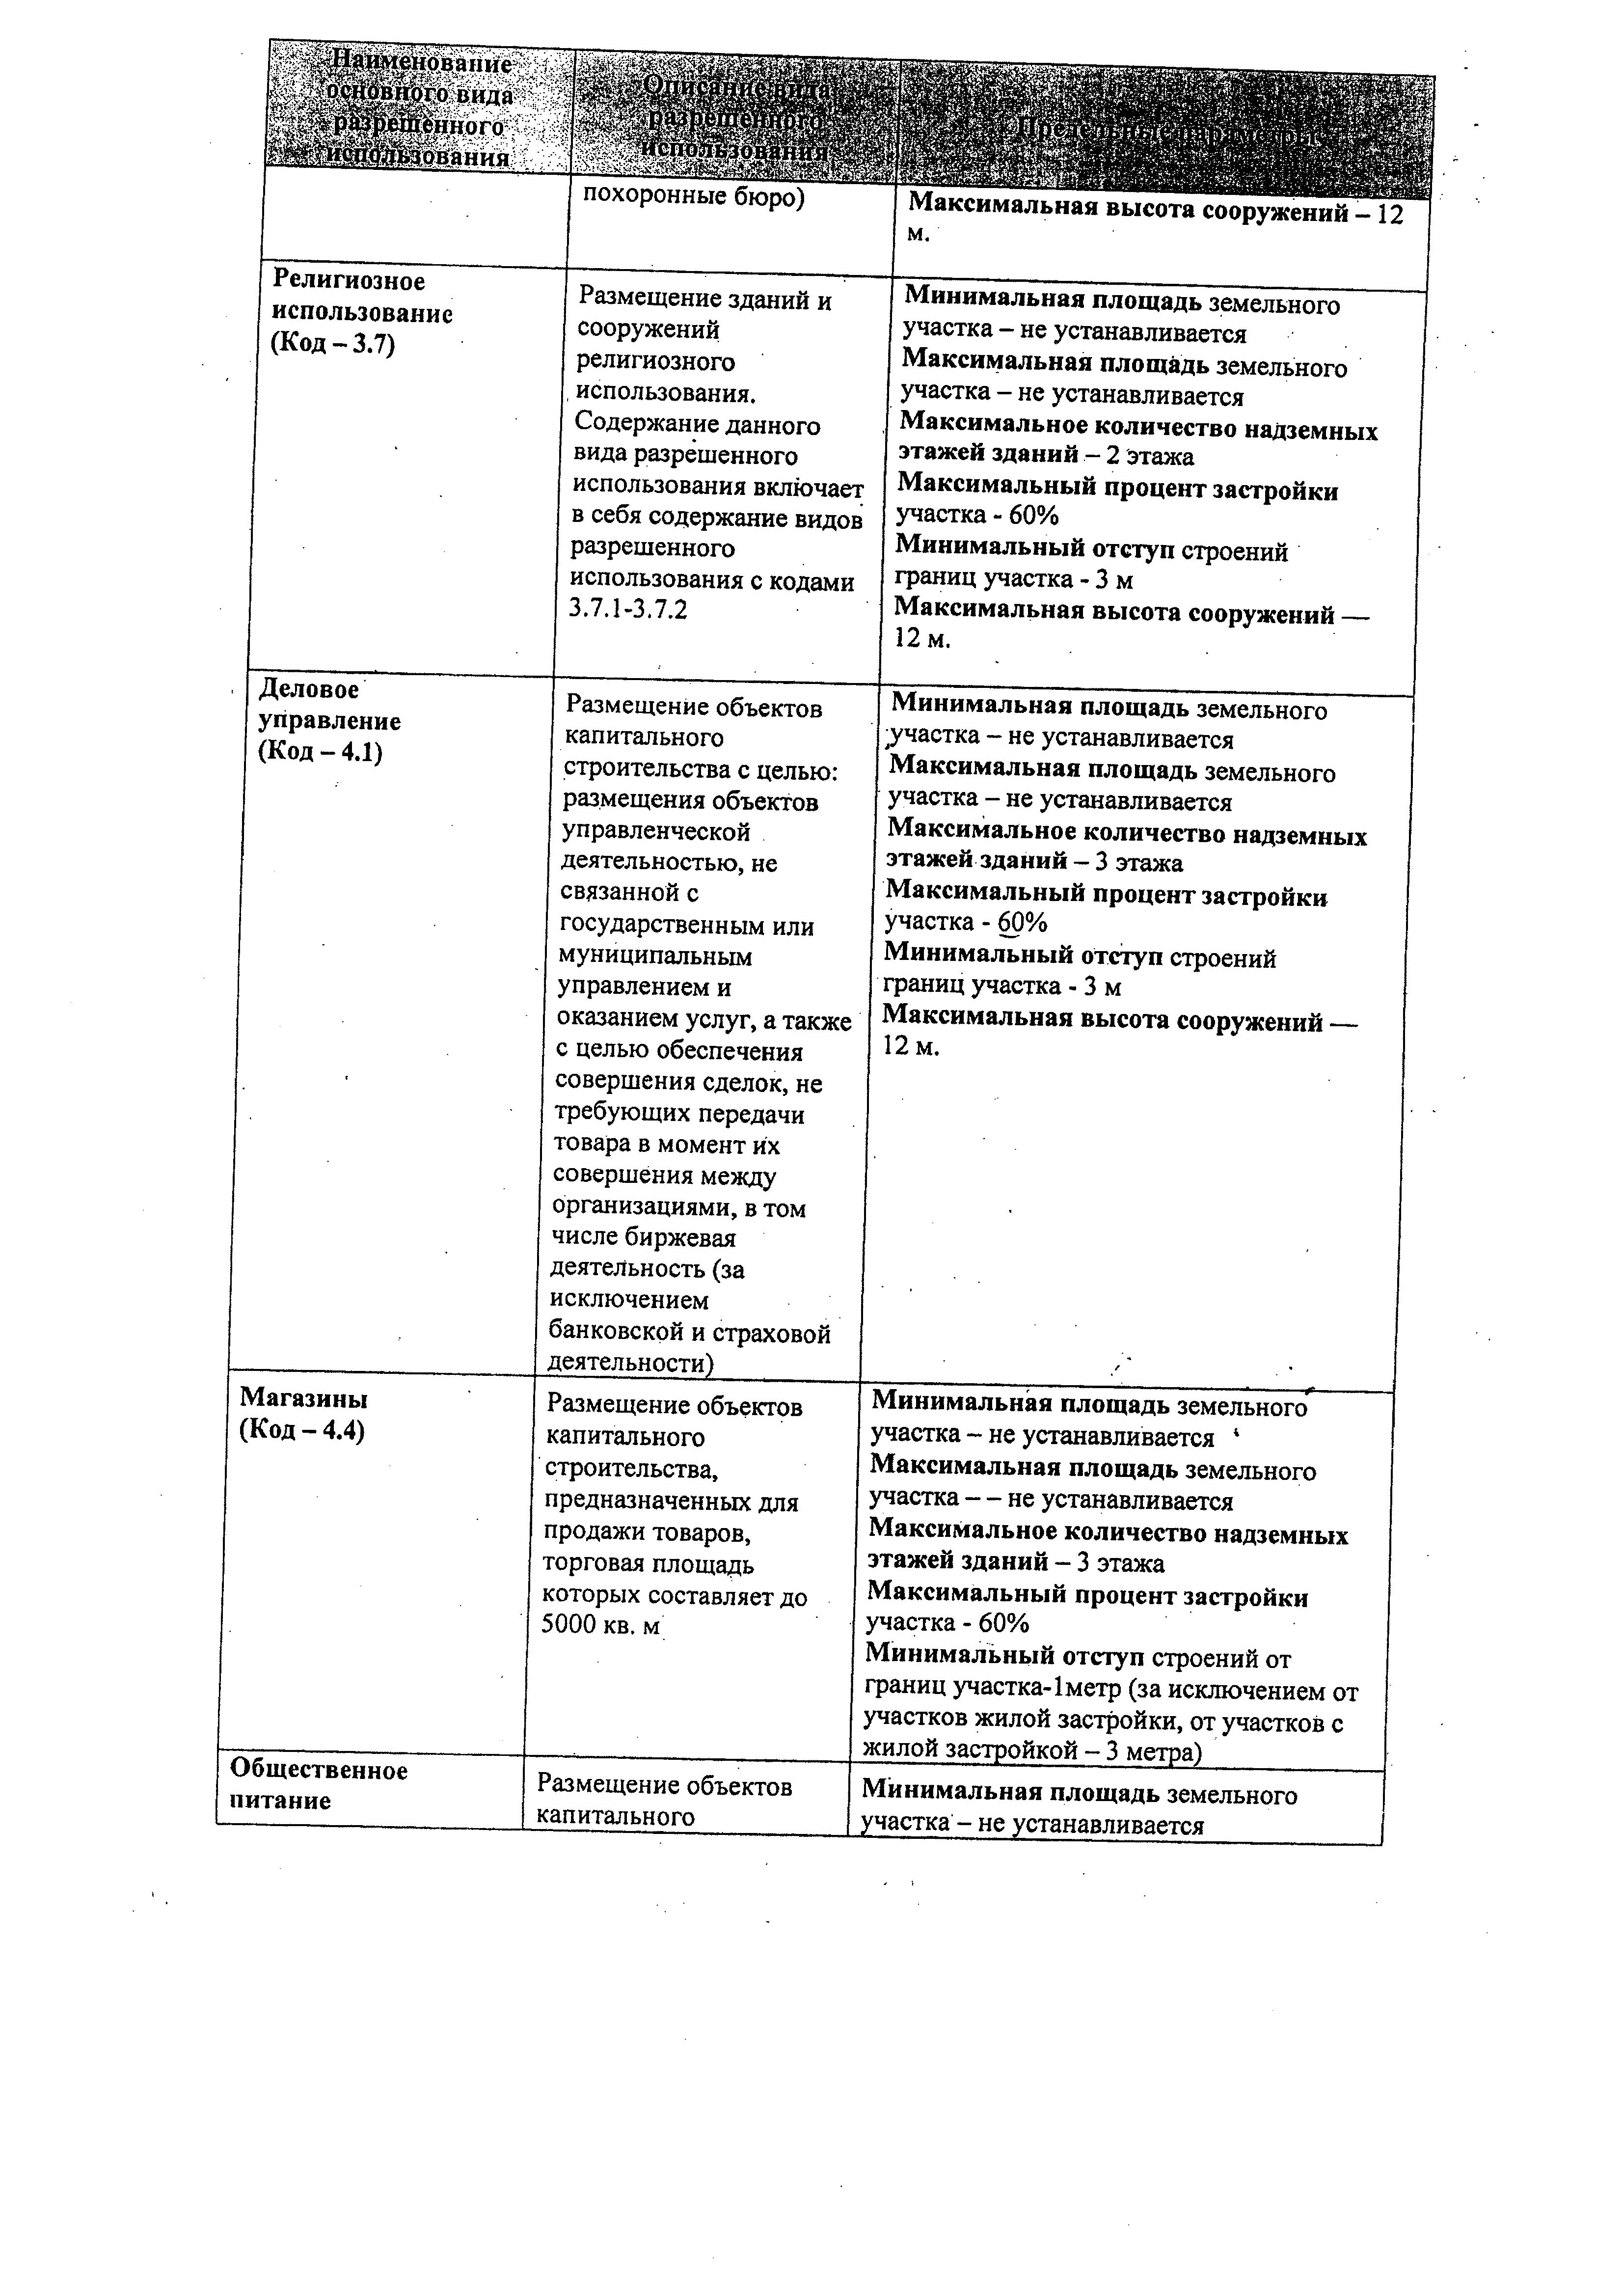 Наименование
основного вида
разрешенного
использования
Описание вида
разрешенного
использования
Предельные параметры
похоронные бюро)
Максимальная высота сооружений – 12
м.
Религиозное
использование
(Код – 3.7)
Размещение зданий и
сооружений
религиозного
использования.
Содержание данного
вида разрешенного
использования включает
в себя содержание видов
разрешенного
использования с кодами
3.7.1-3.7.2
Минимальная площадь земельного
участка – не устанавливается
Максимальная площадь земельного
участка – не устанавливается
Максимальное количество надземных
этажей зданий – 2 этажа
Максимальный процент застройки
участка - 60%
Минимальный отступ строений
границ участка - 3 м
Максимальная высота сооружений —
12 м.
Деловое
управление
(Код – 4.1)
Размещение объектов
капитального
строительства с целью:
размещения объектов
управленческой
деятельностью, не
связанной с
государственным или
муниципальным
управлением и
оказанием услуг, а также
с целью обеспечения
совершения сделок, не
требующих передачи
товара в момент их
совершения между
организациями, в том
числе биржевая
деятельность (за
исключением
банковской и страховой
деятельности)
Минимальная площадь земельного
участка – не устанавливается
Максимальная площадь земельного
участка – не устанавливается
Максимальное количество надземных
этажей зданий – 3 этажа
Максимальный процент застройки
участка - 60%
Минимальный отступ строений
границ участка - 3 м
Максимальная высота сооружений —
12 м.
Магазины
(Код – 4.4)
Размещение объектов
капитального
строительства,
предназначенных для
продажи товаров,
торговая площадь
которых составляет до
5000 кв. м
Минимальная площадь земельного
участка – не устанавливается
Максимальная площадь земельного
участка – – не устанавливается
Максимальное количество надземных
этажей зданий – 3 этажа
Максимальный процент застройки
участка - 60%
Минимальный отступ строений от
границ участка-1метр (за исключением от
участков жилой застройки, от участков с
жилой застройкой – 3 метра)
Общественное
питание
Размещение объектов
капитального
Минимальная площадь земельного
участка – не устанавливается